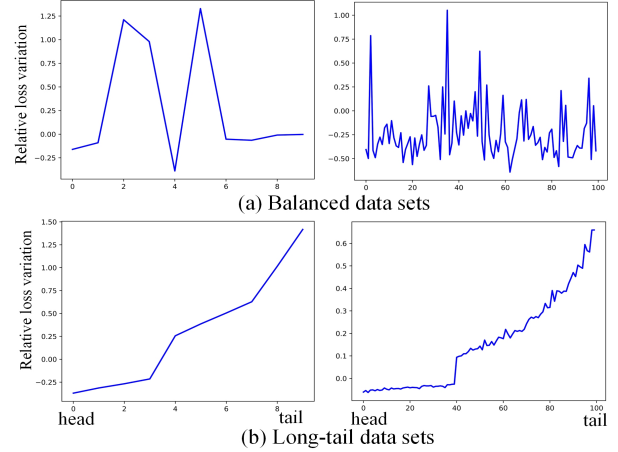 Relative loss variation
1.25
1.00
0.75
0.50
0.25
0.00
−0.25
0 2 4 6 8
1.00
0.75
0.50
0.25
0.00
−0.25
−0.50
0 20 40 60 80 100
(a) Balanced data sets
Relative loss variation
1.50
1.25
1.00
0.75
0.50
0.25
0.00
−0.25
0 2 4 6 8
head tail
0.6
0.5
0.4
0.3
0.2
0.1
0.0
0 20 40 60 80 100
head tail
(b) Long-tail data sets